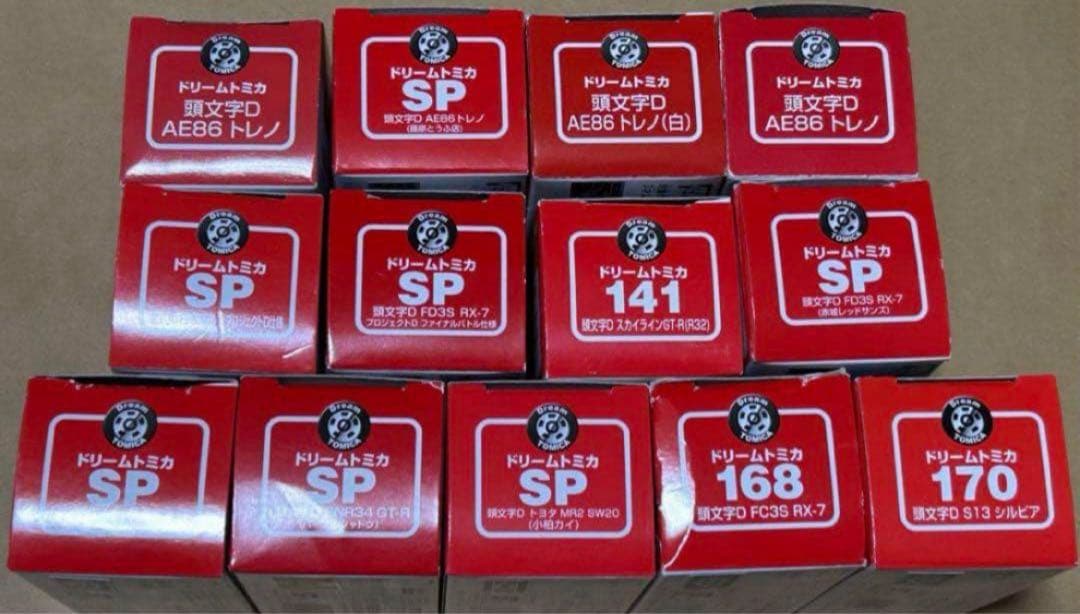 Dream TOMICA
ドリームトミカ
頭文字D
AE86 トレノ
Dream TOMICA
ドリームトミカ
SP
頭文字D AE86 トレノ
(藤原とうふ店)
Dream TOMICA
ドリームトミカ
頭文字D
AE86 トレノ(白)
Dream TOMICA
ドリームトミカ
頭文字D
AE86 トレノ
Dream TOMICA
ドリームトミカ
SP
プロジェクトD仕様
Dream TOMICA
ドリームトミカ
SP
頭文字D FD3S RX-7
プロジェクトD ファイナルバトル仕様
Dream TOMICA
ドリームトミカ
141
頭文字D スカイラインGT-R(R32)
Dream TOMICA
ドリームトミカ
SP
頭文字D FD3S RX-7
(赤城レッドサンズ)
Dream TOMICA
ドリームトミカ
SP
Dream TOMICA
ドリームトミカ
SP
NR34 GT-R
Dream TOMICA
ドリームトミカ
SP
頭文字D トヨタ MR2 SW20
(小柏カイ)
Dream TOMICA
ドリームトミカ
168
頭文字D FC3S RX-7
Dream TOMICA
ドリームトミカ
170
頭文字D S13 シルビア